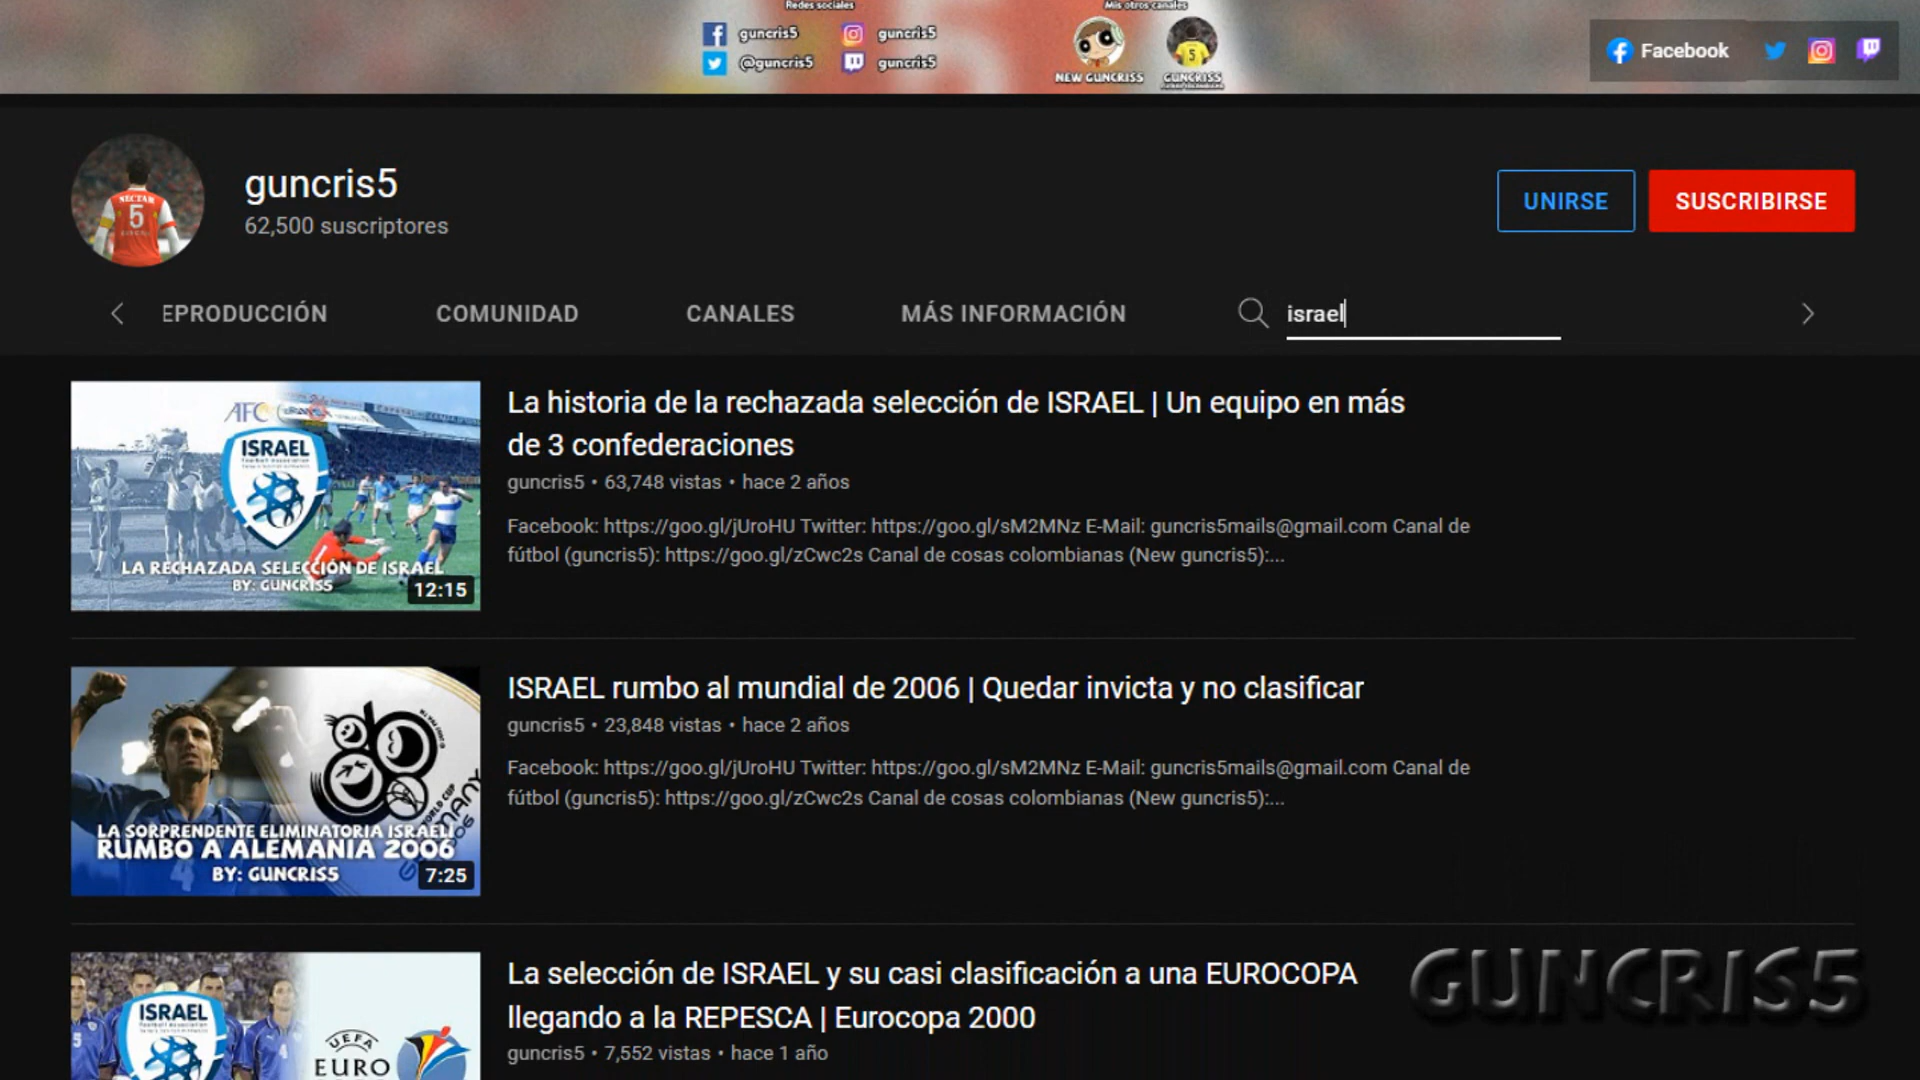 Redes sociales
Mis otros canales
guncris5
guncris5
@guncris5
guncris5
NEW GUNCRIS5
GUNCRIS5
Facebook
guncris5
62,500 suscriptores
NECTAR
5
UNIRSE
SUSCRIBIRSE
EPRODUCCIÓN
COMUNIDAD
CANALES
MÁS INFORMACIÓN
israel
AFC
ISRAEL
LA RECHAZADA SELECCIÓN DE ISRAEL
BY: GUNCRIS5
12:15
La historia de la rechazada selección de ISRAEL | Un equipo en más
de 3 confederaciones
guncris5 • 63,748 vistas • hace 2 años
Facebook: https://goo.gl/jUroHU Twitter: https://goo.gl/sM2MNz E-Mail: guncris5mails@gmail.com Canal de
fútbol (guncris5): https://goo.gl/zCwc2s Canal de cosas colombianas (New guncris5):...
LA SORPRENDENTE ELIMINATORIA ISRAELI
RUMBO A ALEMANIA 2006
BY: GUNCRIS5
7:25
ISRAEL rumbo al mundial de 2006 | Quedar invicta y no clasificar
guncris5 • 23,848 vistas • hace 2 años
Facebook: https://goo.gl/jUroHU Twitter: https://goo.gl/sM2MNz E-Mail: guncris5mails@gmail.com Canal de
fútbol (guncris5): https://goo.gl/zCwc2s Canal de cosas colombianas (New guncris5):...
ISRAEL
UEFA
EURO
La selección de ISRAEL y su casi clasificación a una EUROCOPA
llegando a la REPESCA | Eurocopa 2000
guncris5 • 7,552 vistas • hace 1 año
GUNCRIS5